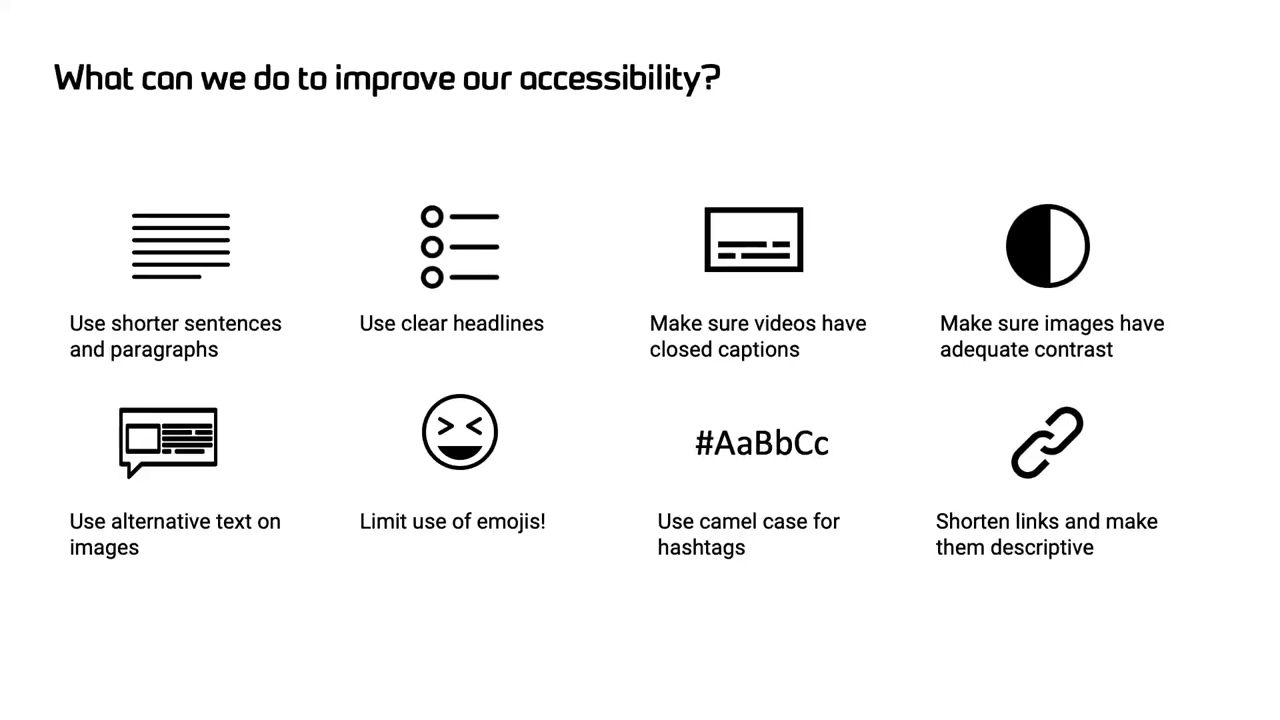 What can we do to improve our accessibility?
Use shorter sentences
and paragraphs
Use clear headlines
Make sure videos have
closed captions
Make sure images have
adequate contrast
#AaBbCc
Use alternative text on
images
Limit use of emojis!
Use camel case for
hashtags
Shorten links and make
them descriptive